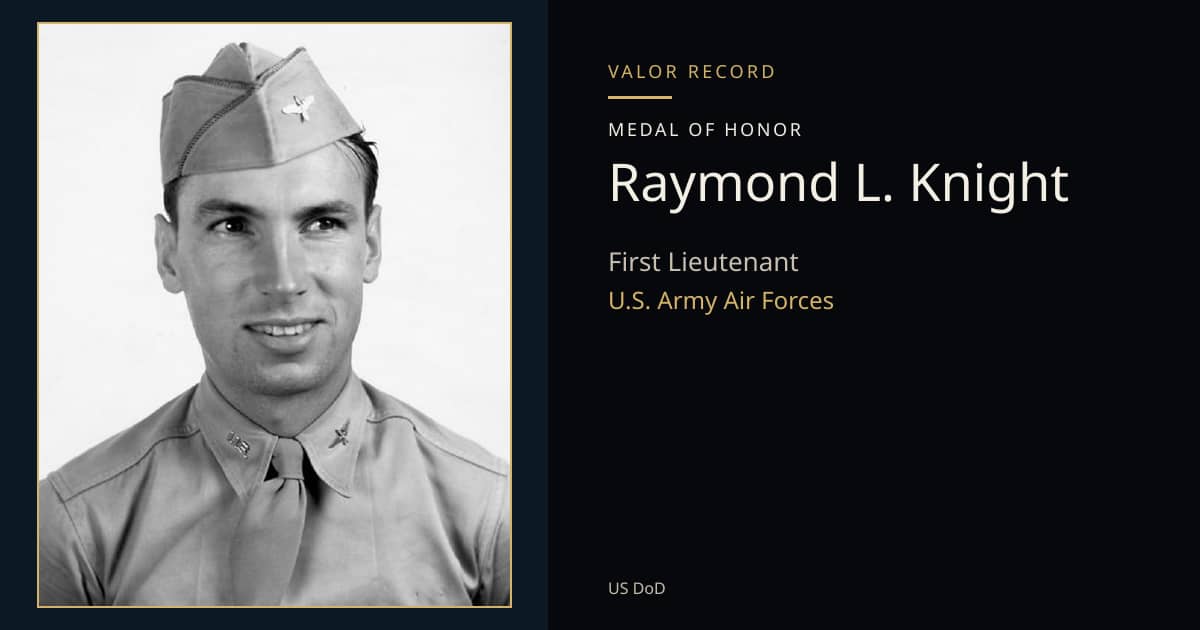 VALOR RECORD
MEDAL OF HONOR
Raymond L. Knight
First Lieutenant
U.S. Army Air Forces
US DoD